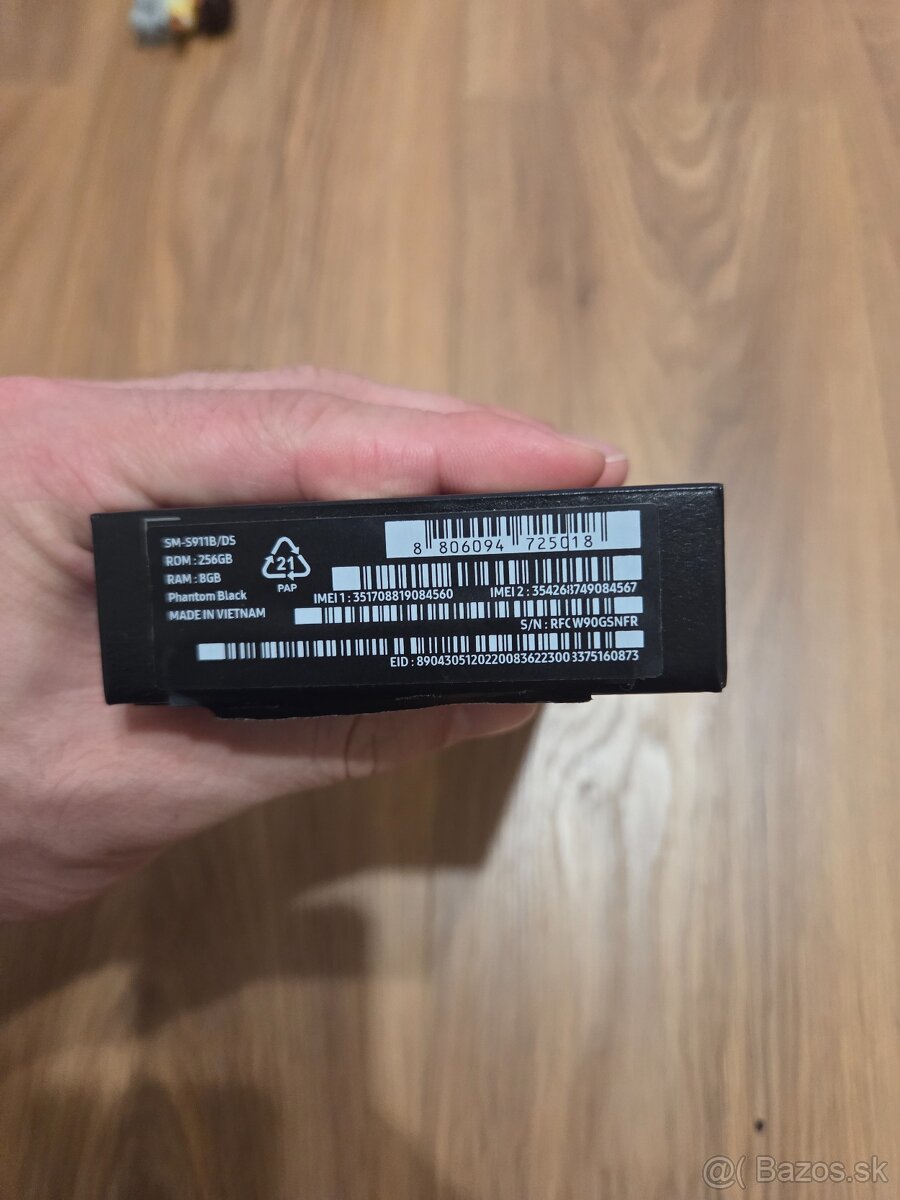 SM-S911B/DS
ROM : 256GB
RAM : 8GB
Phantom Black
MADE IN VIETNAM
21
PAP
8 806094 725018
IMEI 1 : 351708819084560
IMEI 2 : 354268749084567
S/N : RFCW90GSNFR
EID : 89043051202200836223003375160873
@( Bazos.sk